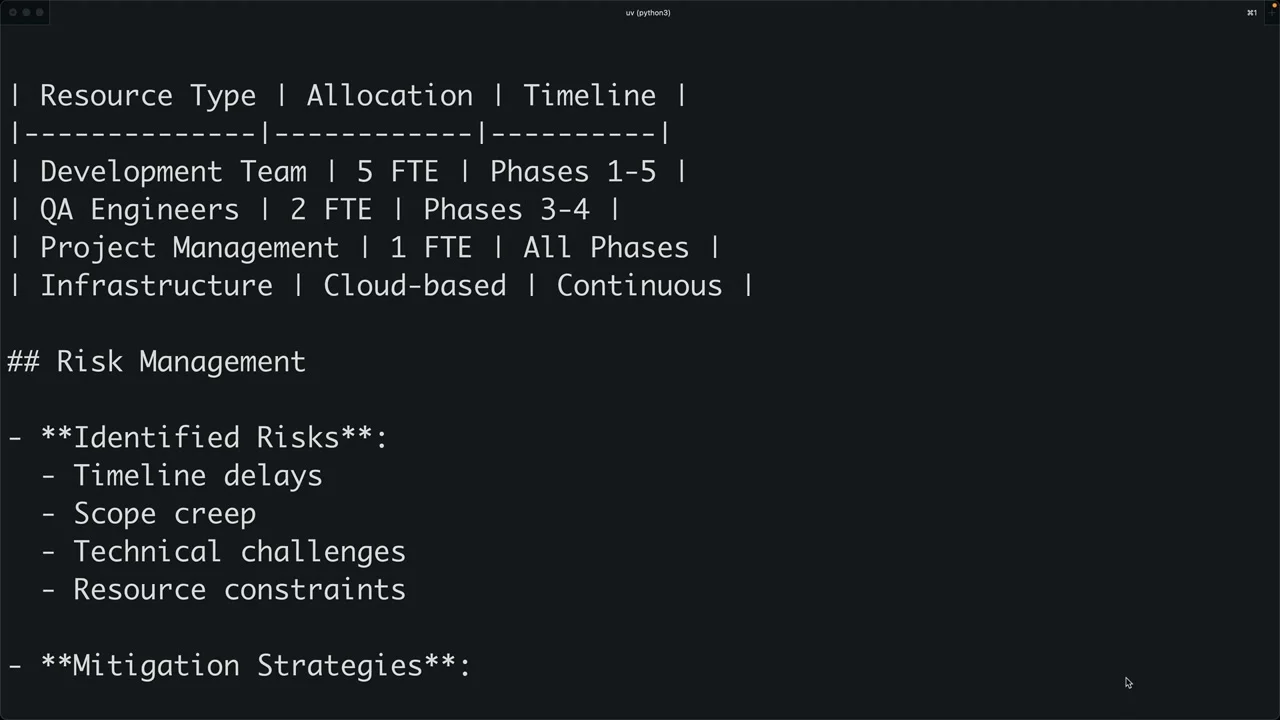 uv (python3)
⌘1
+
| Resource Type | Allocation | Timeline |
|--------------|------------|----------|
| Development Team | 5 FTE | Phases 1-5 |
| QA Engineers | 2 FTE | Phases 3-4 |
| Project Management | 1 FTE | All Phases |
| Infrastructure | Cloud-based | Continuous |
## Risk Management
- **Identified Risks**:
  - Timeline delays
  - Scope creep
  - Technical challenges
  - Resource constraints
- **Mitigation Strategies**: